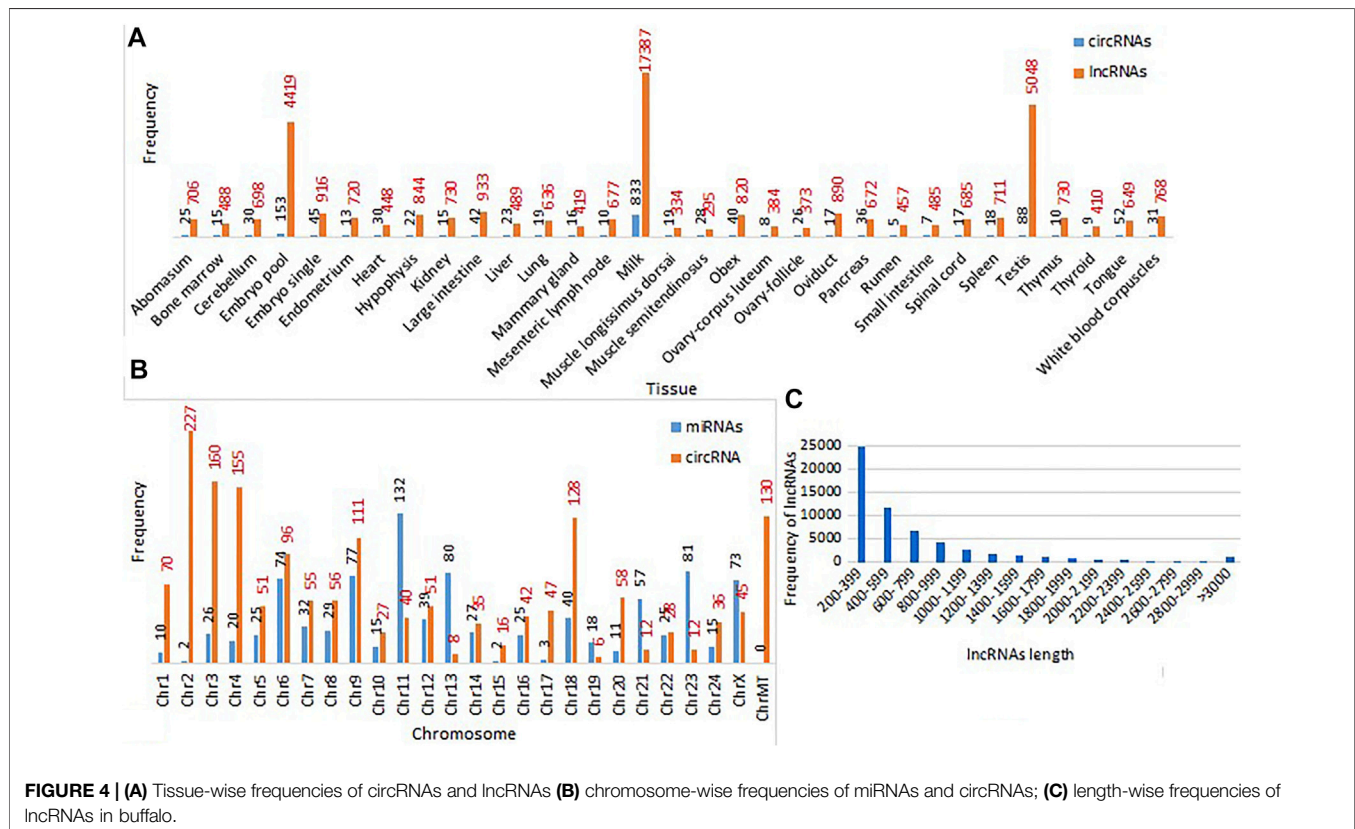 A
circRNAs
lncRNAs
Frequency
25 706 15 488 30 698 153 4419 45 916 13 720 30 448 22 844 15 730 42 933 23 489 19 636 16 419 10 677 833 17387 19 334 28 295 40 820 8 384 26 373 17 890 36 672 5 457 7 485 17 685 18 711 88 5048 10 730 9 410 52 649 31 768
Abomasum
Bone marrow
Cerebellum
Embryo pool
Embryo single
Endometrium
Heart
Hypophysis
Kidney
Large intestine
Liver
Lung
Mammary gland
Mesenteric lymph node
Milk
Muscle longissimus dorsai
Muscle semitendinosus
Obex
Ovary-corpus luteum
Ovary-follicle
Oviduct
Pancreas
Rumen
Small intestine
Spinal cord
Spleen
Testis
Thymus
Thyroid
Tongue
White blood corpuscles
Tissue
B
miRNAs
circRNA
Frequency
10 70 2 227 26 160 20 155 25 51 74 96 32 55 29 56 77 111 15 27 132 40 39 51 80 8 27 35 2 16 25 42 3 47 40 128 18 6 11 58 57 12 25 28 81 12 15 36 73 45 0 130
Chr1
Chr2
Chr3
Chr4
Chr5
Chr6
Chr7
Chr8
Chr9
Chr10
Chr11
Chr12
Chr13
Chr14
Chr15
Chr16
Chr17
Chr18
Chr19
Chr20
Chr21
Chr22
Chr23
Chr24
ChrX
ChrMT
Chromosome
C
Frequency of lncRNAs
25000
20000
15000
10000
5000
0
200-399
400-599
600-799
800-999
1000-1199
1200-1399
1400-1599
1600-1799
1800-1999
2000-2199
2200-2399
2400-2599
2600-2799
2800-2999
>3000
lncRNAs length
FIGURE 4 | (A) Tissue-wise frequencies of circRNAs and lncRNAs (B) chromosome-wise frequencies of miRNAs and circRNAs; (C) length-wise frequencies of
lncRNAs in buffalo.